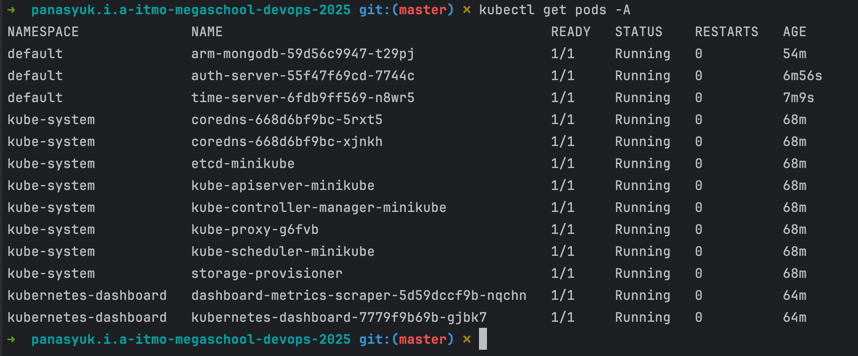 ➜ panasyuk.i.a-itmo-megaschool-devops-2025 git:(master) ✗ kubectl get pods -A
NAMESPACE NAME READY STATUS RESTARTS AGE
default arm-mongodb-59d56c9947-t29pj 1/1 Running 0 54m
default auth-server-55f47f69cd-7744c 1/1 Running 0 6m56s
default time-server-6fdb9ff569-n8wr5 1/1 Running 0 7m9s
kube-system coredns-668d6bf9bc-5rxt5 1/1 Running 0 68m
kube-system coredns-668d6bf9bc-xjnkh 1/1 Running 0 68m
kube-system etcd-minikube 1/1 Running 0 68m
kube-system kube-apiserver-minikube 1/1 Running 0 68m
kube-system kube-controller-manager-minikube 1/1 Running 0 68m
kube-system kube-proxy-g6fvb 1/1 Running 0 68m
kube-system kube-scheduler-minikube 1/1 Running 0 68m
kube-system storage-provisioner 1/1 Running 0 68m
kubernetes-dashboard dashboard-metrics-scraper-5d59dccf9b-nqchn 1/1 Running 0 64m
kubernetes-dashboard kubernetes-dashboard-7779f9b69b-gjbk7 1/1 Running 0 64m
➜ panasyuk.i.a-itmo-megaschool-devops-2025 git:(master) ✗